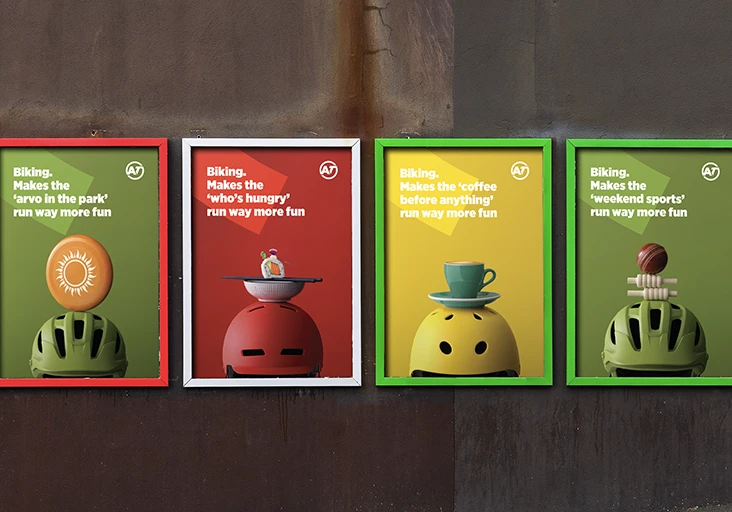 Biking.
Makes the
‘arvo in the park’
run way more fun
AT
Biking.
Makes the
‘who’s hungry’
run way more fun
AT
Biking.
Makes the ‘coffee
before anything’
run way more fun
AT
Biking.
Makes the
‘weekend sports’
run way more fun
AT